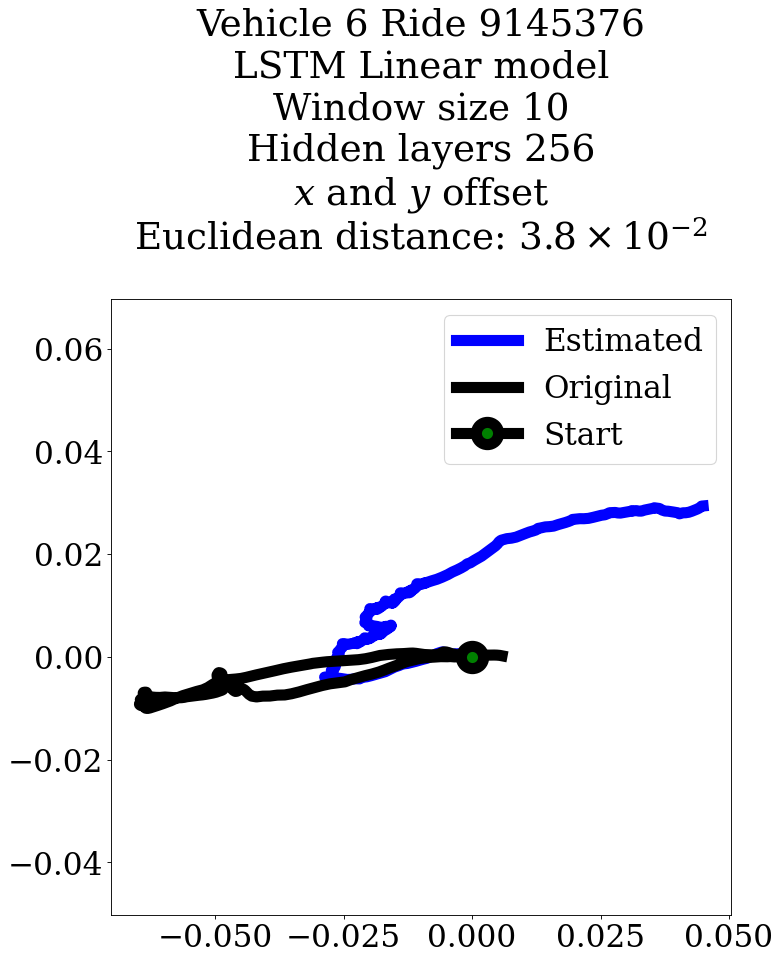 Vehicle 6 Ride 9145376
LSTM Linear model
Window size 10
Hidden layers 256
x and y offset
Euclidean distance: 3.8 × 10⁻²
Estimated
Original
Start
0.06
0.04
0.02
0.00
−0.02
−0.04
−0.050 −0.025 0.000 0.025 0.050